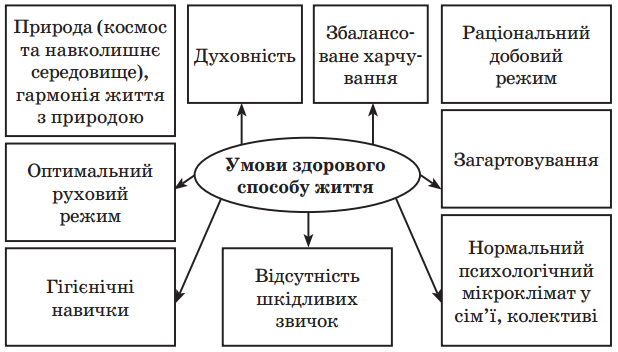 Природа (космос
та навколишнє
середовище),
гармонія життя
з природою
Духовність
Збалансо-
ване харчу-
вання
Раціональний
добовий
режим
Оптимальний
руховий
режим
Умови здорового
способу життя
Загартовування
Гігієнічні
навички
Відсутність
шкідливих
звичок
Нормальний
психологічний
мікроклімат у
сім’ї, колективі